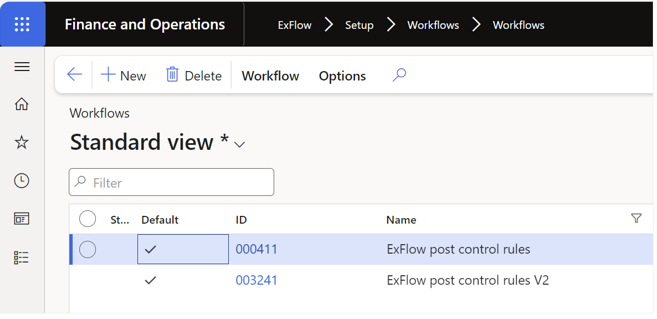 Finance and Operations ExFlow Setup Workflows Workflows
New Delete Workflow Options
Workflows
Standard view *
Filter
St... Default ID Name
000411 ExFlow post control rules
003241 ExFlow post control rules V2